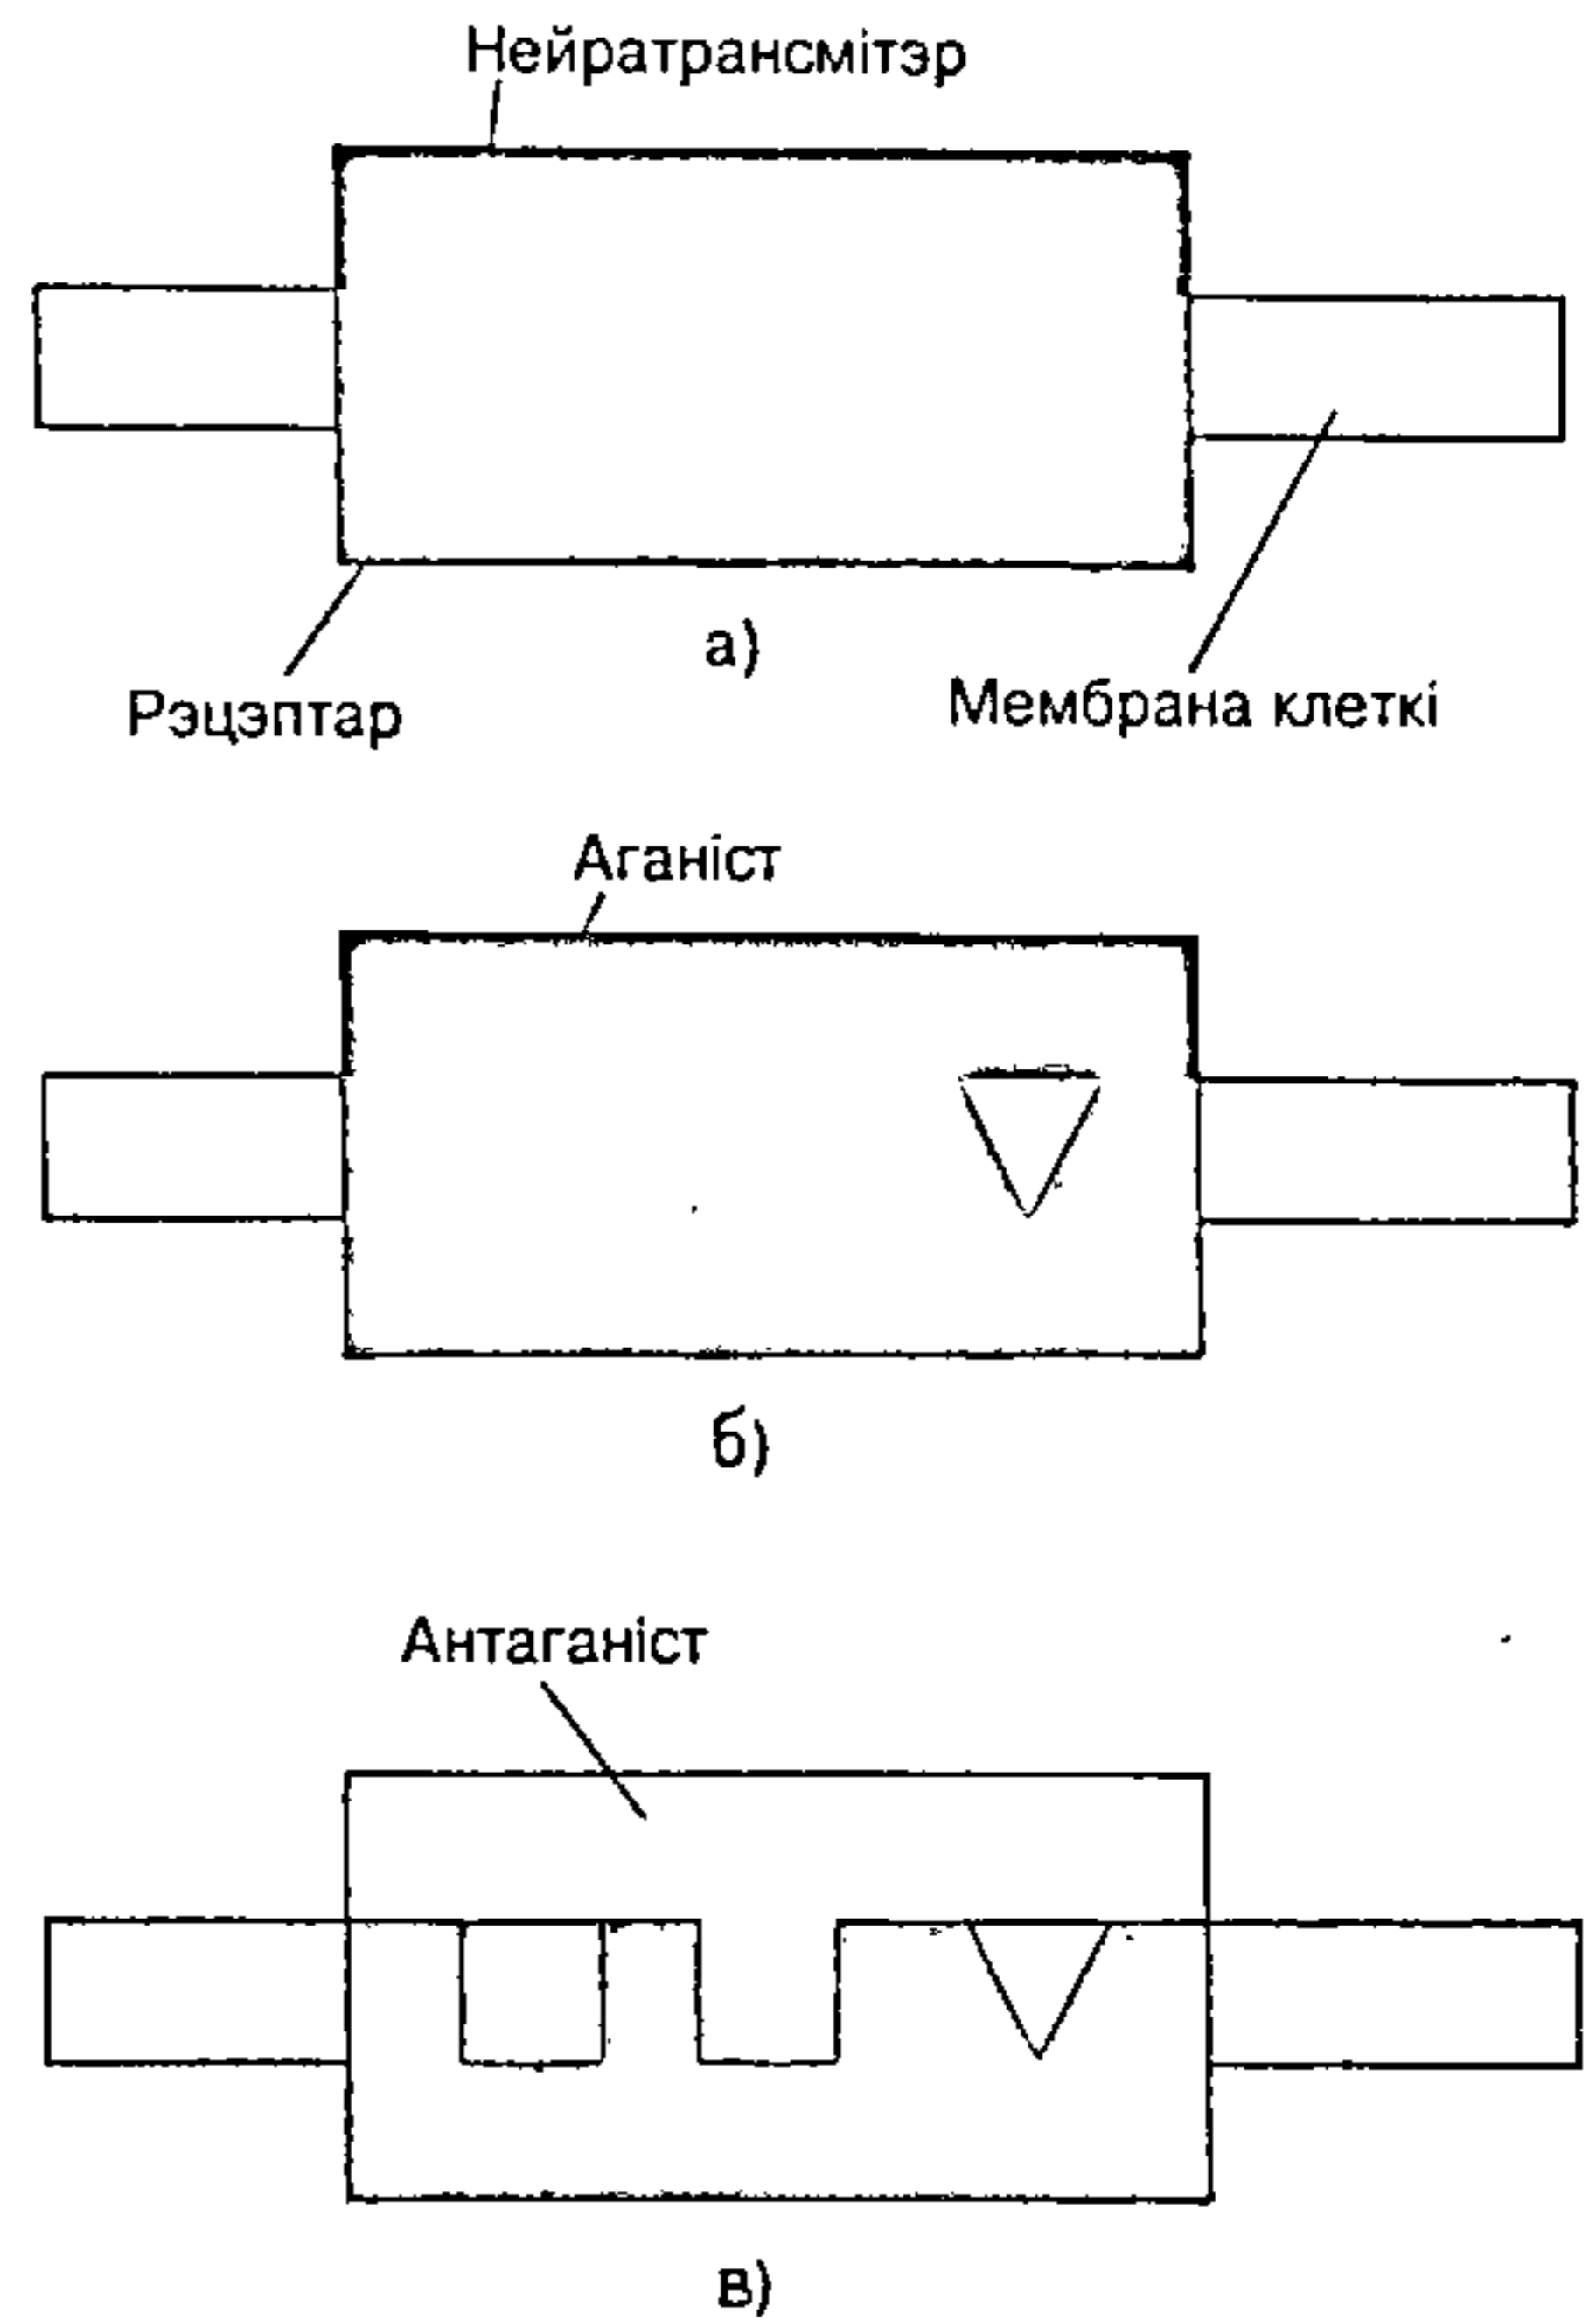 Нейратрансмітэр
а)
Рэцэптар
Мембрана клеткі
Аганіст
б)
Антаганіст
в)